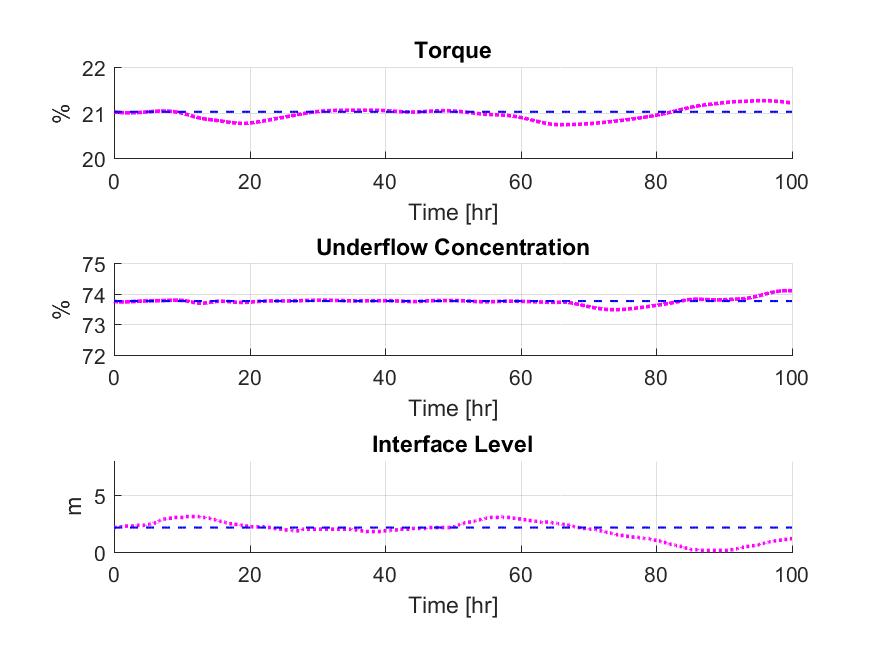 Torque
22
21
20
%
0 20 40 60 80 100
Time [hr]
Underflow Concentration
75
74
73
72
%
0 20 40 60 80 100
Time [hr]
Interface Level
5
0
m
0 20 40 60 80 100
Time [hr]